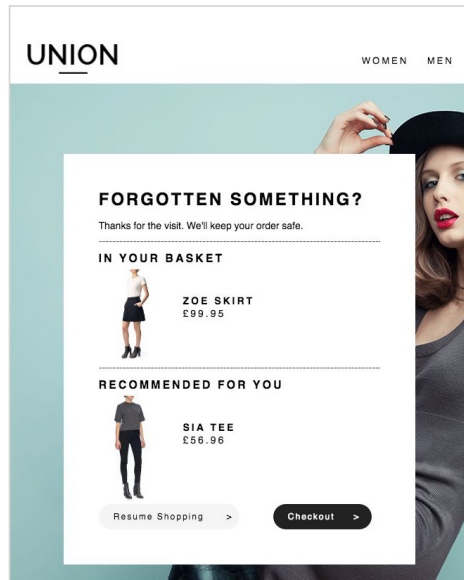 UNION
WOMEN MEN
FORGOTTEN SOMETHING?
Thanks for the visit. We'll keep your order safe.
IN YOUR BASKET
ZOE SKIRT
£99.95
RECOMMENDED FOR YOU
SIA TEE
£56.96
Resume Shopping >
Checkout >